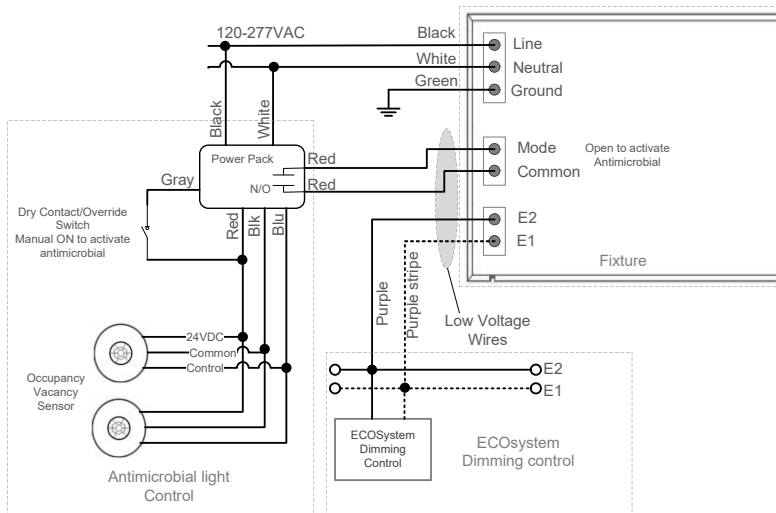 120-277VAC
Black
Line
White
Neutral
Green
Ground
Black
White
Power Pack
N/O
Red
Red
Mode
Common
Open to activate
Antimicrobial
Gray
Dry Contact/Override
Switch
Manual ON to activate
antimicrobial
Red
Blk
Blu
E2
E1
Fixture
Purple
Purple stripe
Low Voltage
Wires
24VDC
Common
Control
Occupancy
Vacancy
Sensor
E2
E1
ECOSystem
Dimming
Control
ECOsystem
Dimming control
Antimicrobial light
Control